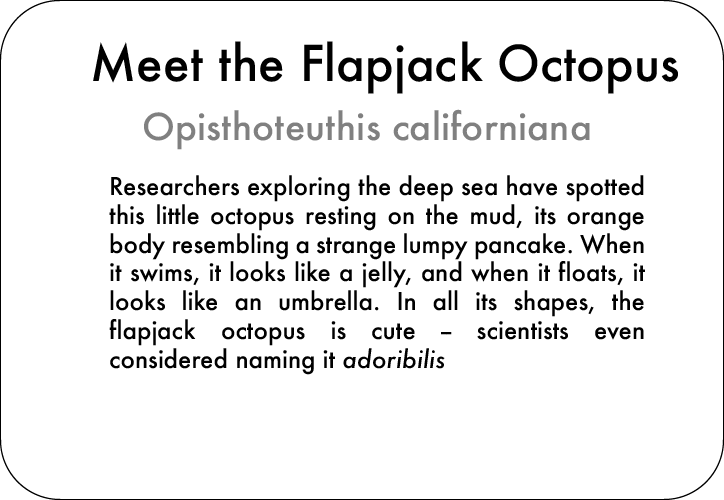 Meet the Flapjack Octopus
Opisthoteuthis californiana
Researchers exploring the deep sea have spotted
this little octopus resting on the mud, its orange
body resembling a strange lumpy pancake. When
it swims, it looks like a jelly, and when it floats, it
looks like an umbrella. In all its shapes, the
flapjack octopus is cute – scientists even
considered naming it adoribilis